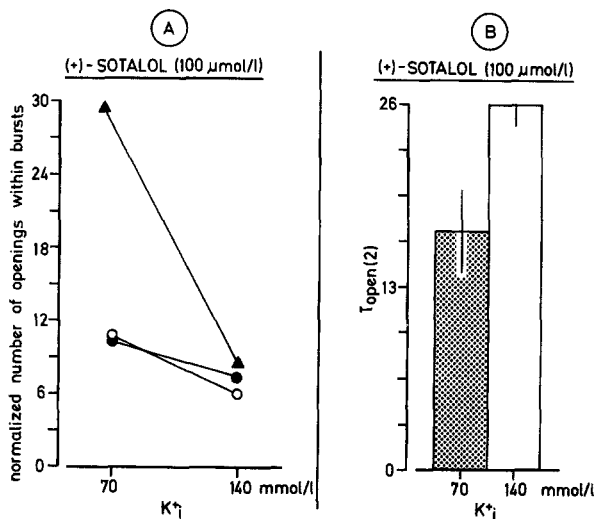 A
(+)-SOTALOL (100 µmol/l)
normalized number of openings within bursts
30
24
18
12
6
0
70
140 mmol/l
K+i
B
(+)-SOTALOL (100 µmol/l)
Τopen(2)
26
13
0
70
140 mmol/l
K+i